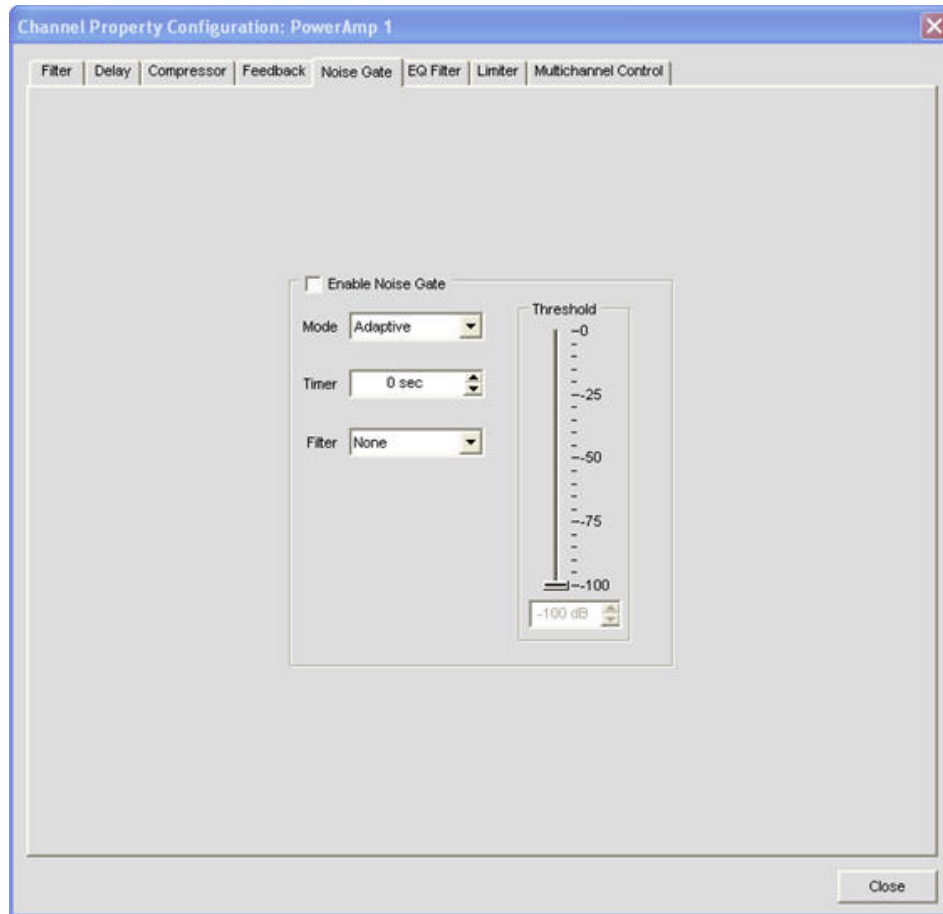 Channel Property Configuration: PowerAmp 1
Filter Delay Compressor Feedback Noise Gate EQ Filter Limiter Multichannel Control
Enable Noise Gate
Mode Adaptive
Timer 0 sec
Filter None
Threshold
-0
-25
-50
-75
-100
-100 dB
Close